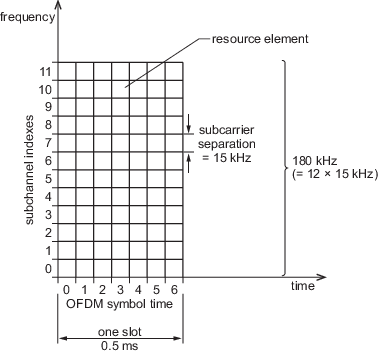 frequency
resource element
11
10
9
8
7
6
5
4
3
2
1
0
subchannel indexes
subcarrier
separation
= 15 kHz
180 kHz
(= 12 × 15 kHz)
0 1 2 3 4 5 6
time
OFDM symbol time
one slot
0.5 ms